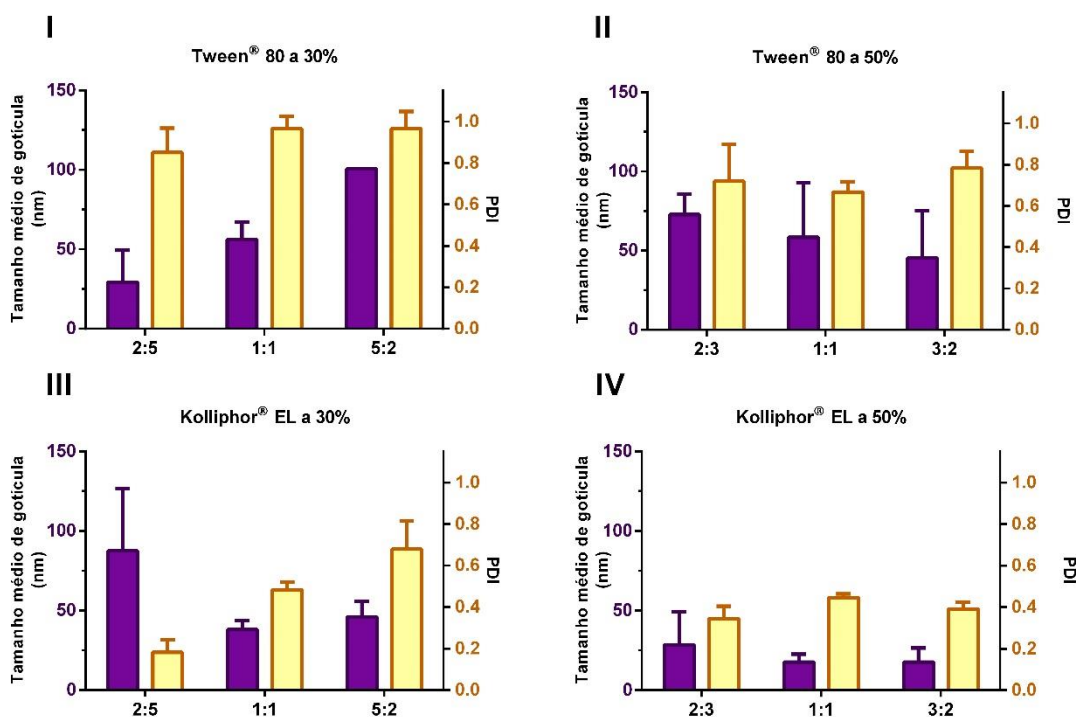 I
Tween® 80 a 30%
Tamanho médio de gotícula
(nm)
150
100
50
0
1.0
0.8
0.6
0.4
0.2
0.0
PDI
2:5 1:1 5:2
II
Tween® 80 a 50%
Tamanho médio de gotícula
(nm)
150
100
50
0
1.0
0.8
0.6
0.4
0.2
0.0
PDI
2:3 1:1 3:2
III
Kolliphor® EL a 30%
Tamanho médio de gotícula
(nm)
150
100
50
0
1.0
0.8
0.6
0.4
0.2
0.0
PDI
2:5 1:1 5:2
IV
Kolliphor® EL a 50%
Tamanho médio de gotícula
(nm)
150
100
50
0
1.0
0.8
0.6
0.4
0.2
0.0
PDI
2:3 1:1 3:2